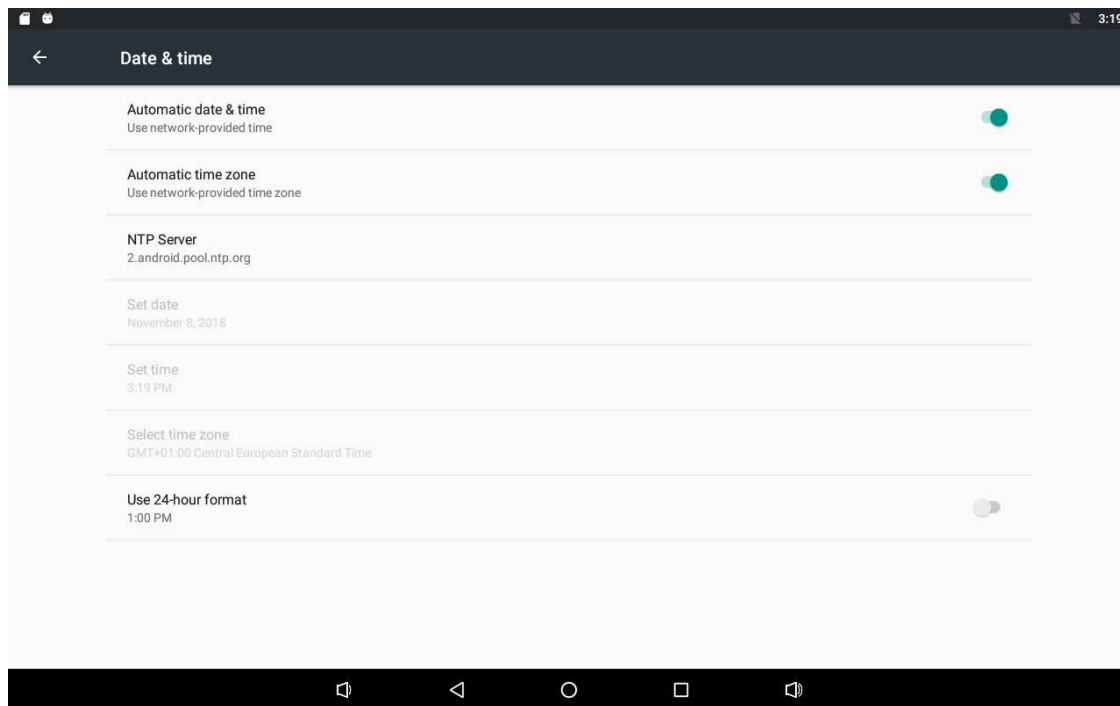 3:19
Date & time
Automatic date & time
Use network-provided time
Automatic time zone
Use network-provided time zone
NTP Server
2.android.pool.ntp.org
Set date
November 8, 2018
Set time
3:19 PM
Select time zone
GMT+01:00 Central European Standard Time
Use 24-hour format
1:00 PM